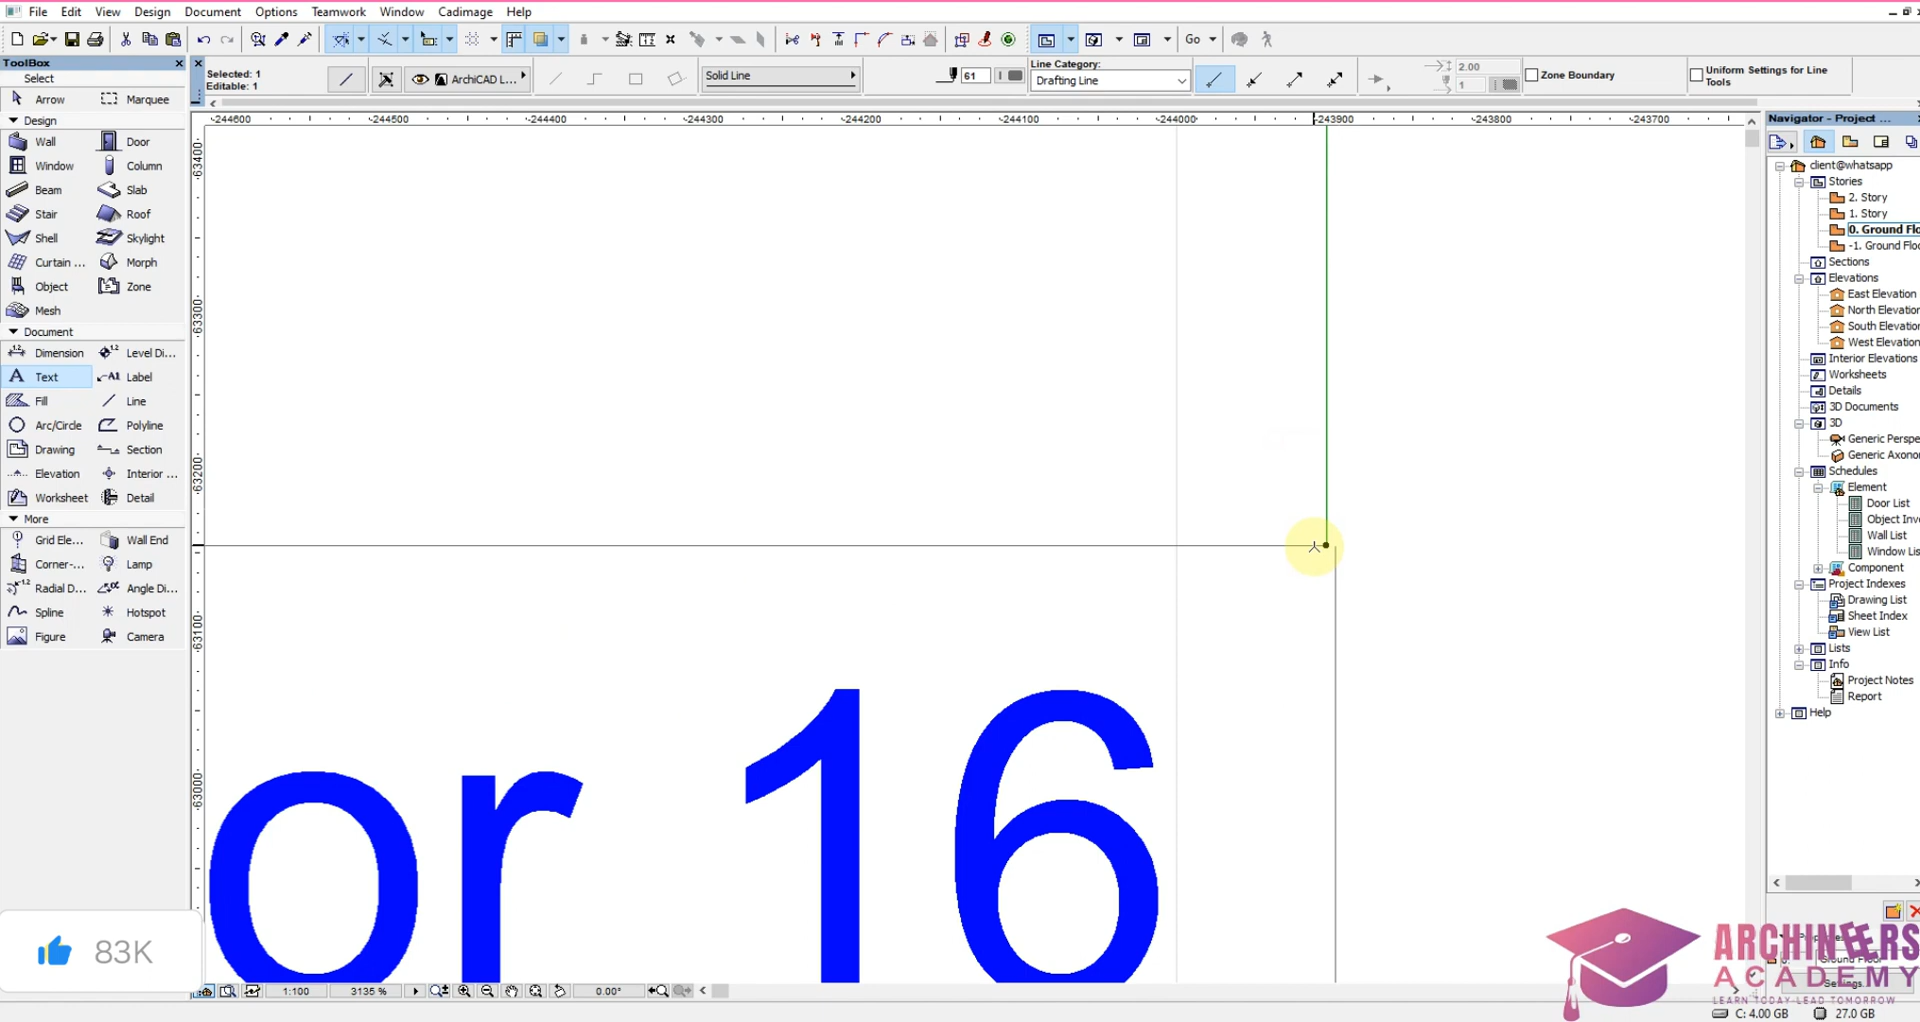 File Edit View Design Document Options Teamwork Window Cadimage Help
Go
ToolBox
Select
Arrow Marquee
Design
Wall Door
Window Column
Beam Slab
Stair Roof
Shell Skylight
Curtain ... Morph
Object Zone
Mesh
Document
Dimension Level Di...
Text Label
Fill Line
Arc/Circle Polyline
Drawing Section
Elevation Interior ...
Worksheet Detail
More
Grid Ele... Wall End
Corner-... Lamp
Radial D... Angle Di...
Spline Hotspot
Figure Camera
Selected: 1
Editable: 1
ArchiCAD L...
Solid Line
61
Line Category:
Drafting Line
2.00
1
Zone Boundary
Uniform Settings for Line
Tools
-244600 -244500 -244400 -244300 -244200 -244100 -244000 -243900 -243800 -243700
-63400
-63300
-63200
-63100
-63000
or 16
83K
1:100 3135 % 0.00°
Navigator - Project ...
client@whatsapp
Stories
2. Story
1. Story
0. Ground Flo
-1. Ground Floo
Sections
Elevations
East Elevation
North Elevatio
South Elevatio
West Elevation
Interior Elevations
Worksheets
Details
3D Documents
3D
Generic Perspe
Generic Axono
Schedules
Element
Door List
Object Inve
Wall List
Window Lis
Component
Project Indexes
Drawing List
Sheet Index
View List
Lists
Info
Project Notes
Report
Help
ARCHINEERS
ACADEMY
LEARN TODAY-LEAD TOMORROW
Ground Floor
Settings...
C: 4.00 GB 27.0 GB